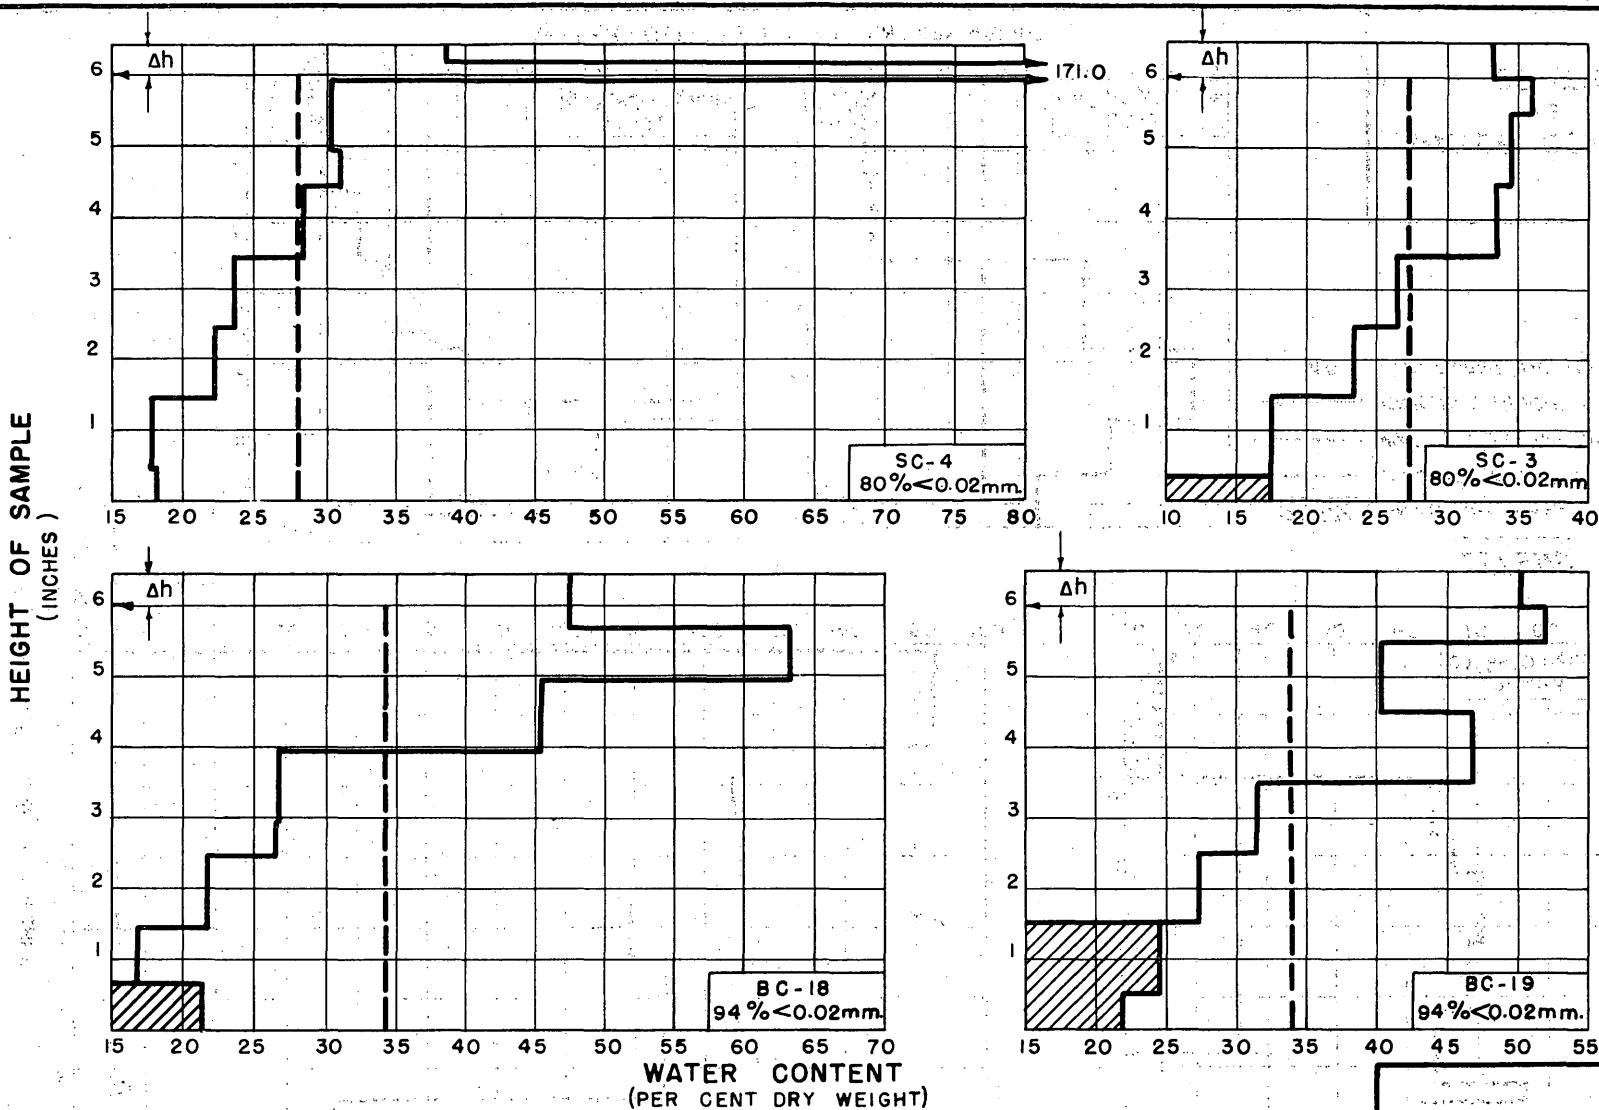 HEIGHT OF SAMPLE
(INCHES)
Δh
6
5
4
3
2
1
171.0
SC-4
80%<0.02mm.
15 20 25 30 35 40 45 50 55 60 65 70 75 80
Δh
6
5
4
3
2
1
SC-3
80%<0.02mm
10 15 20 25 30 35 40
Δh
6
5
4
3
2
1
BC-18
94%<0.02mm.
15 20 25 30 35 40 45 50 55 60 65 70
Δh
6
5
4
3
2
1
BC-19
94%<0.02mm.
15 20 25 30 35 40 45 50 55
WATER CONTENT
(PER CENT DRY WEIGHT)